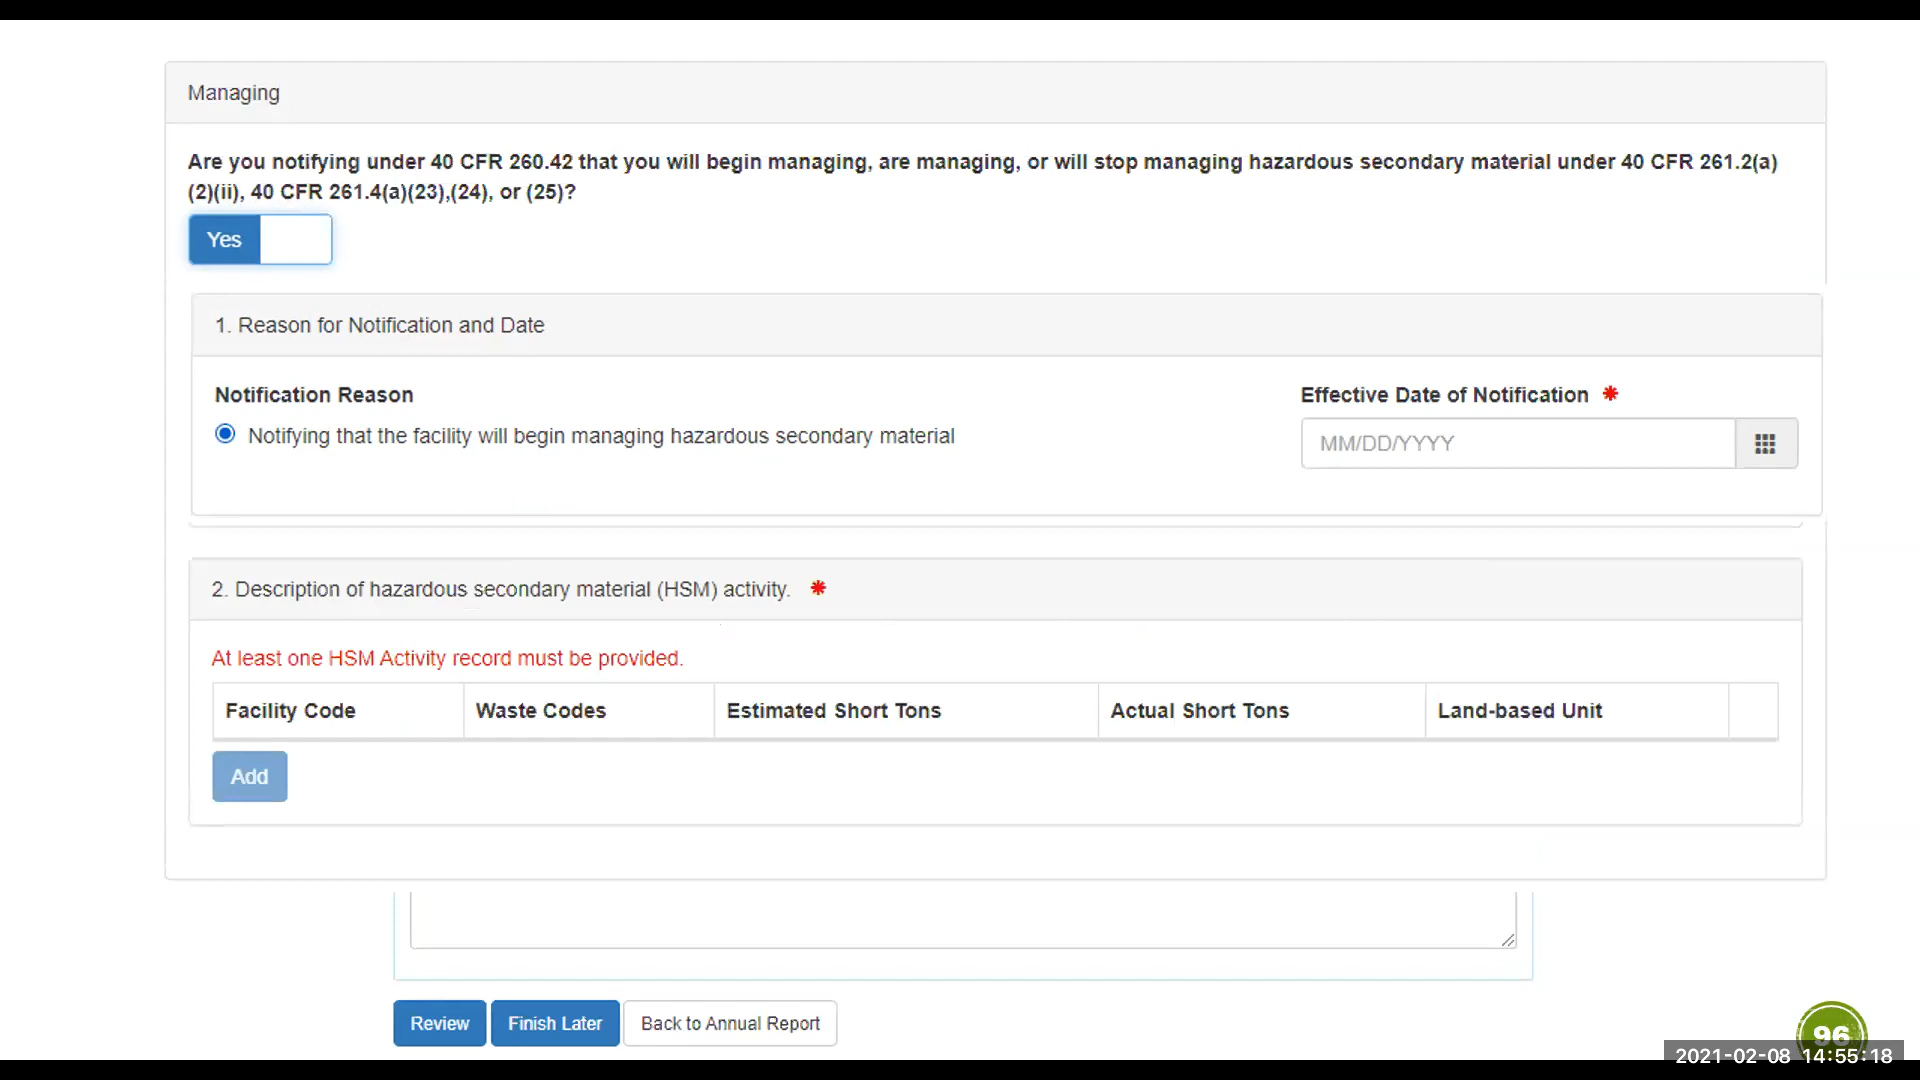 Managing
Are you notifying under 40 CFR 260.42 that you will begin managing, are managing, or will stop managing hazardous secondary material under 40 CFR 261.2(a)
(2)(ii), 40 CFR 261.4(a)(23),(24), or (25)?
Yes
1. Reason for Notification and Date
Notification Reason
Effective Date of Notification *
Notifying that the facility will begin managing hazardous secondary material
MM/DD/YYYY
2. Description of hazardous secondary material (HSM) activity. *
At least one HSM Activity record must be provided.
Facility Code Waste Codes Estimated Short Tons Actual Short Tons Land-based Unit
Add
Review Finish Later Back to Annual Report
96
2021-02-08 14:55:18